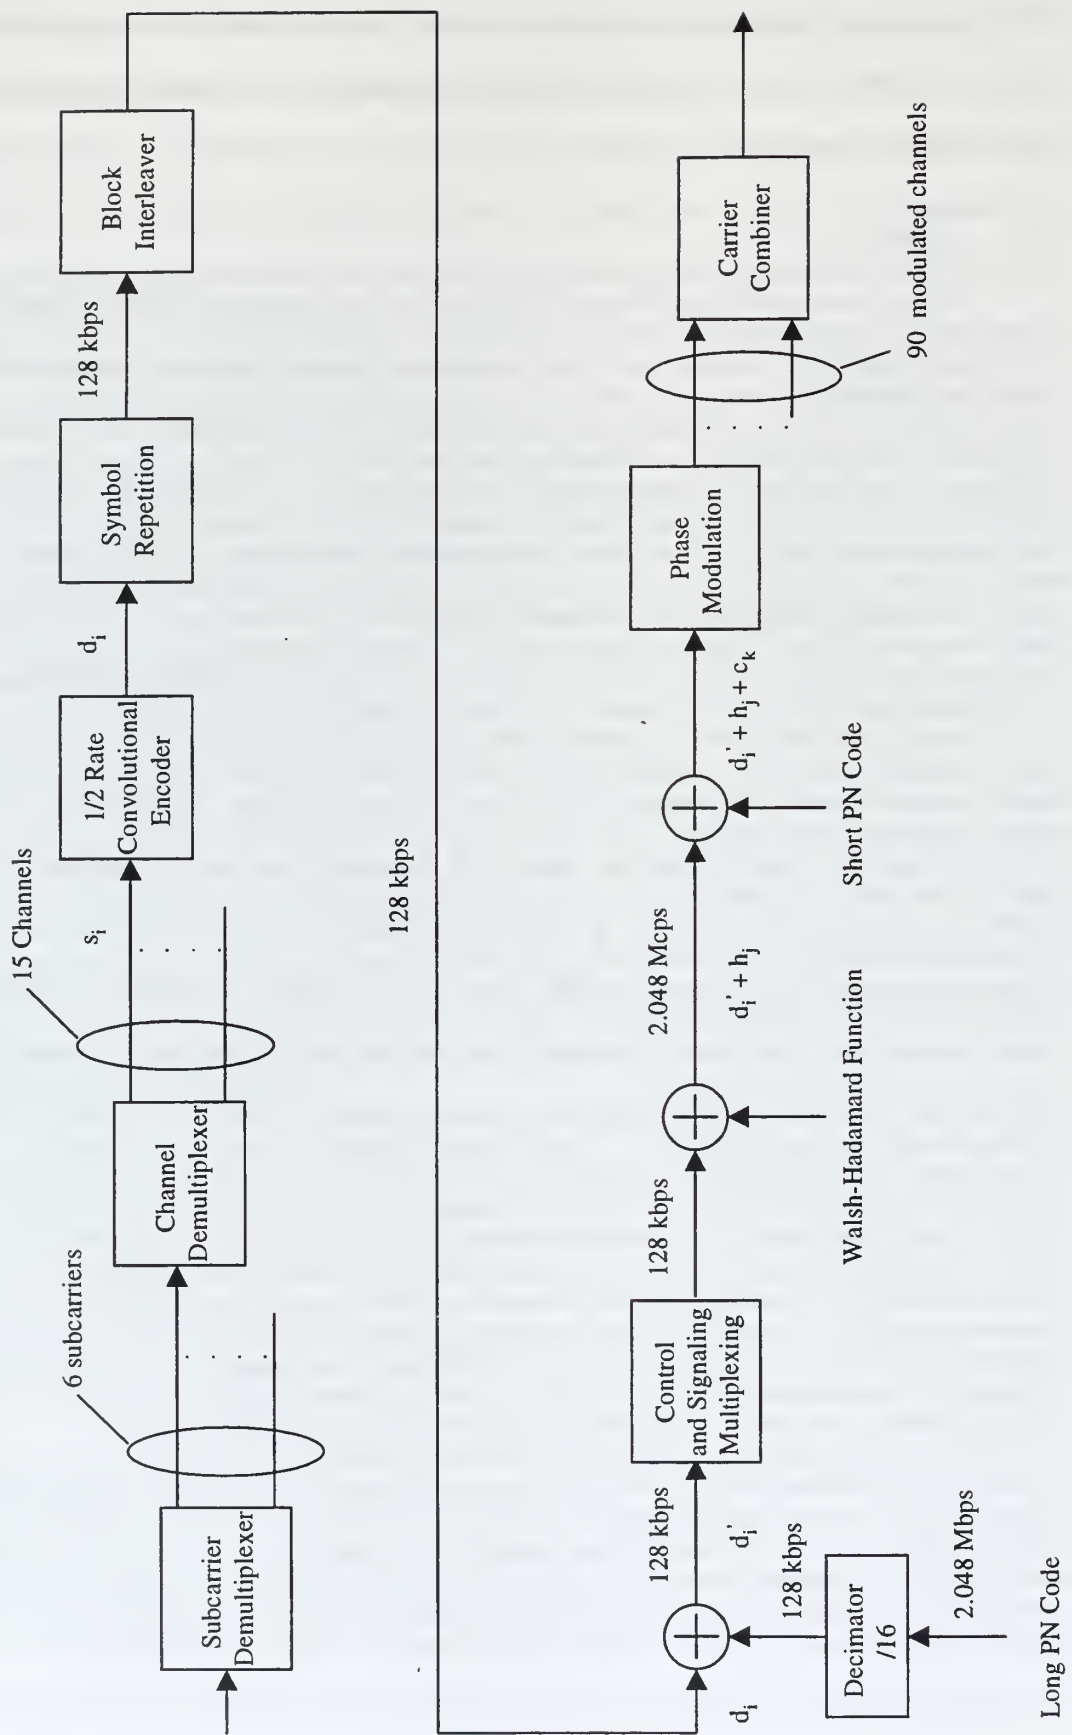 Subcarrier
Demultiplexer
6 subcarriers
Channel
Demultiplexer
15 Channels
s_i
1/2 Rate
Convolutional
Encoder
d_i
Symbol
Repetition
128 kbps
Block
Interleaver
128 kbps
d_i
Long PN Code
2.048 Mbps
Decimator
/16
128 kbps
128 kbps
d_i'
Control
and Signaling
Multiplexing
128 kbps
Walsh-Hadamard Function
2.048 Mcps
d_i' + h_j
Short PN Code
d_i' + h_j + c_k
Phase
Modulation
90 modulated channels
Carrier
Combiner